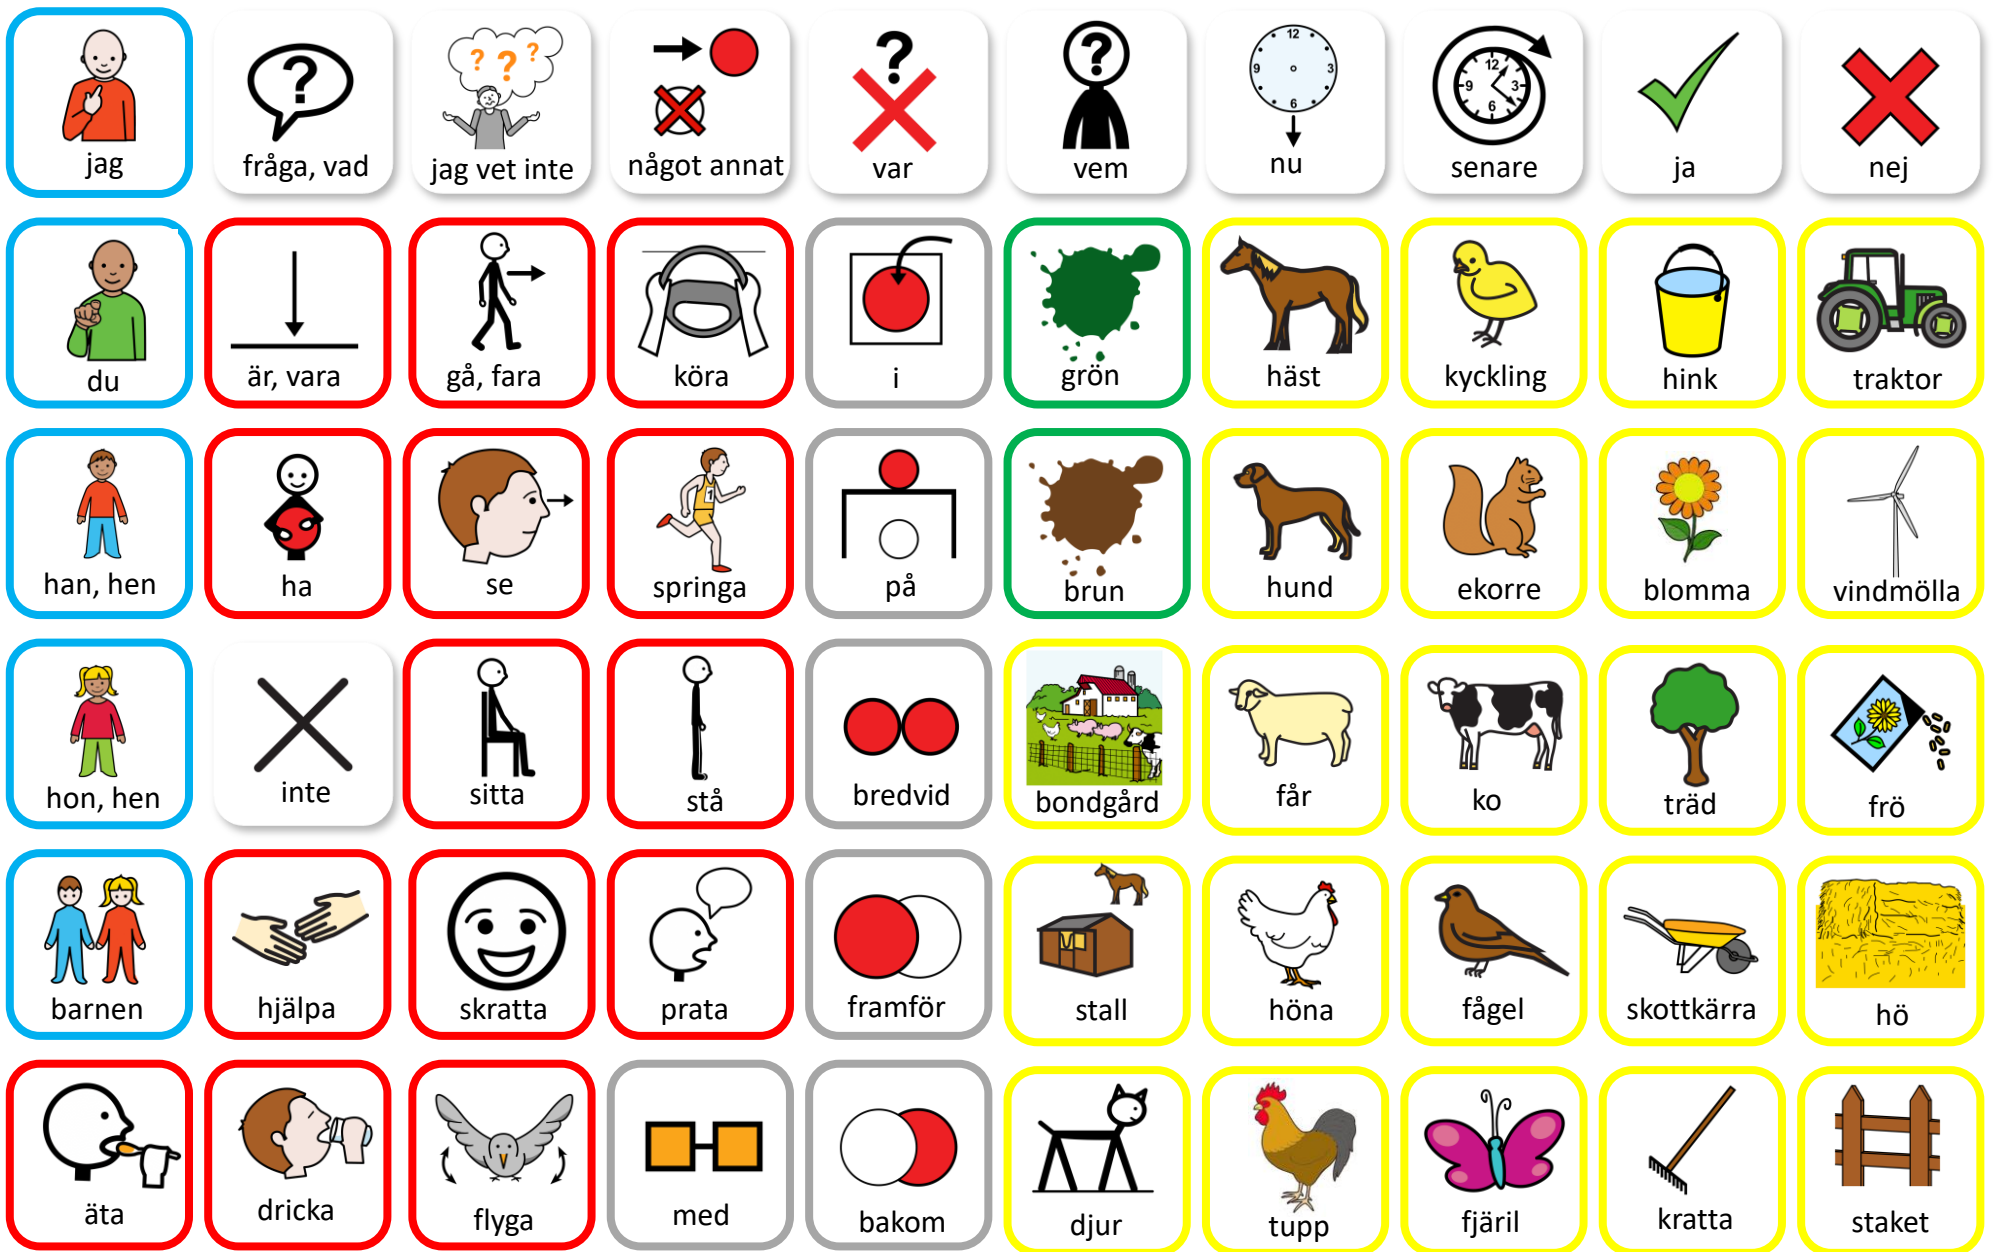 jag
fråga, vad
jag vet inte
något annat
var
vem
nu
senare
ja
nej
du
är, vara
gå, fara
köra
i
grön
häst
kyckling
hink
traktor
han, hen
ha
se
springa
på
brun
hund
ekorre
blomma
vindmölla
hon, hen
inte
sitta
stå
bredvid
bondgård
får
ko
träd
frö
barnen
hjälpa
skratta
prata
framför
stall
höna
fågel
skottkärra
hö
äta
dricka
flyga
med
bakom
djur
tupp
fjäril
kratta
staket